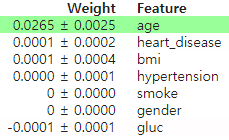 Weight Feature
0.0265 ± 0.0025 age
0.0001 ± 0.0002 heart_disease
0.0001 ± 0.0004 bmi
0.0000 ± 0.0001 hypertension
0 ± 0.0000 smoke
0 ± 0.0000 gender
-0.0001 ± 0.0001 gluc